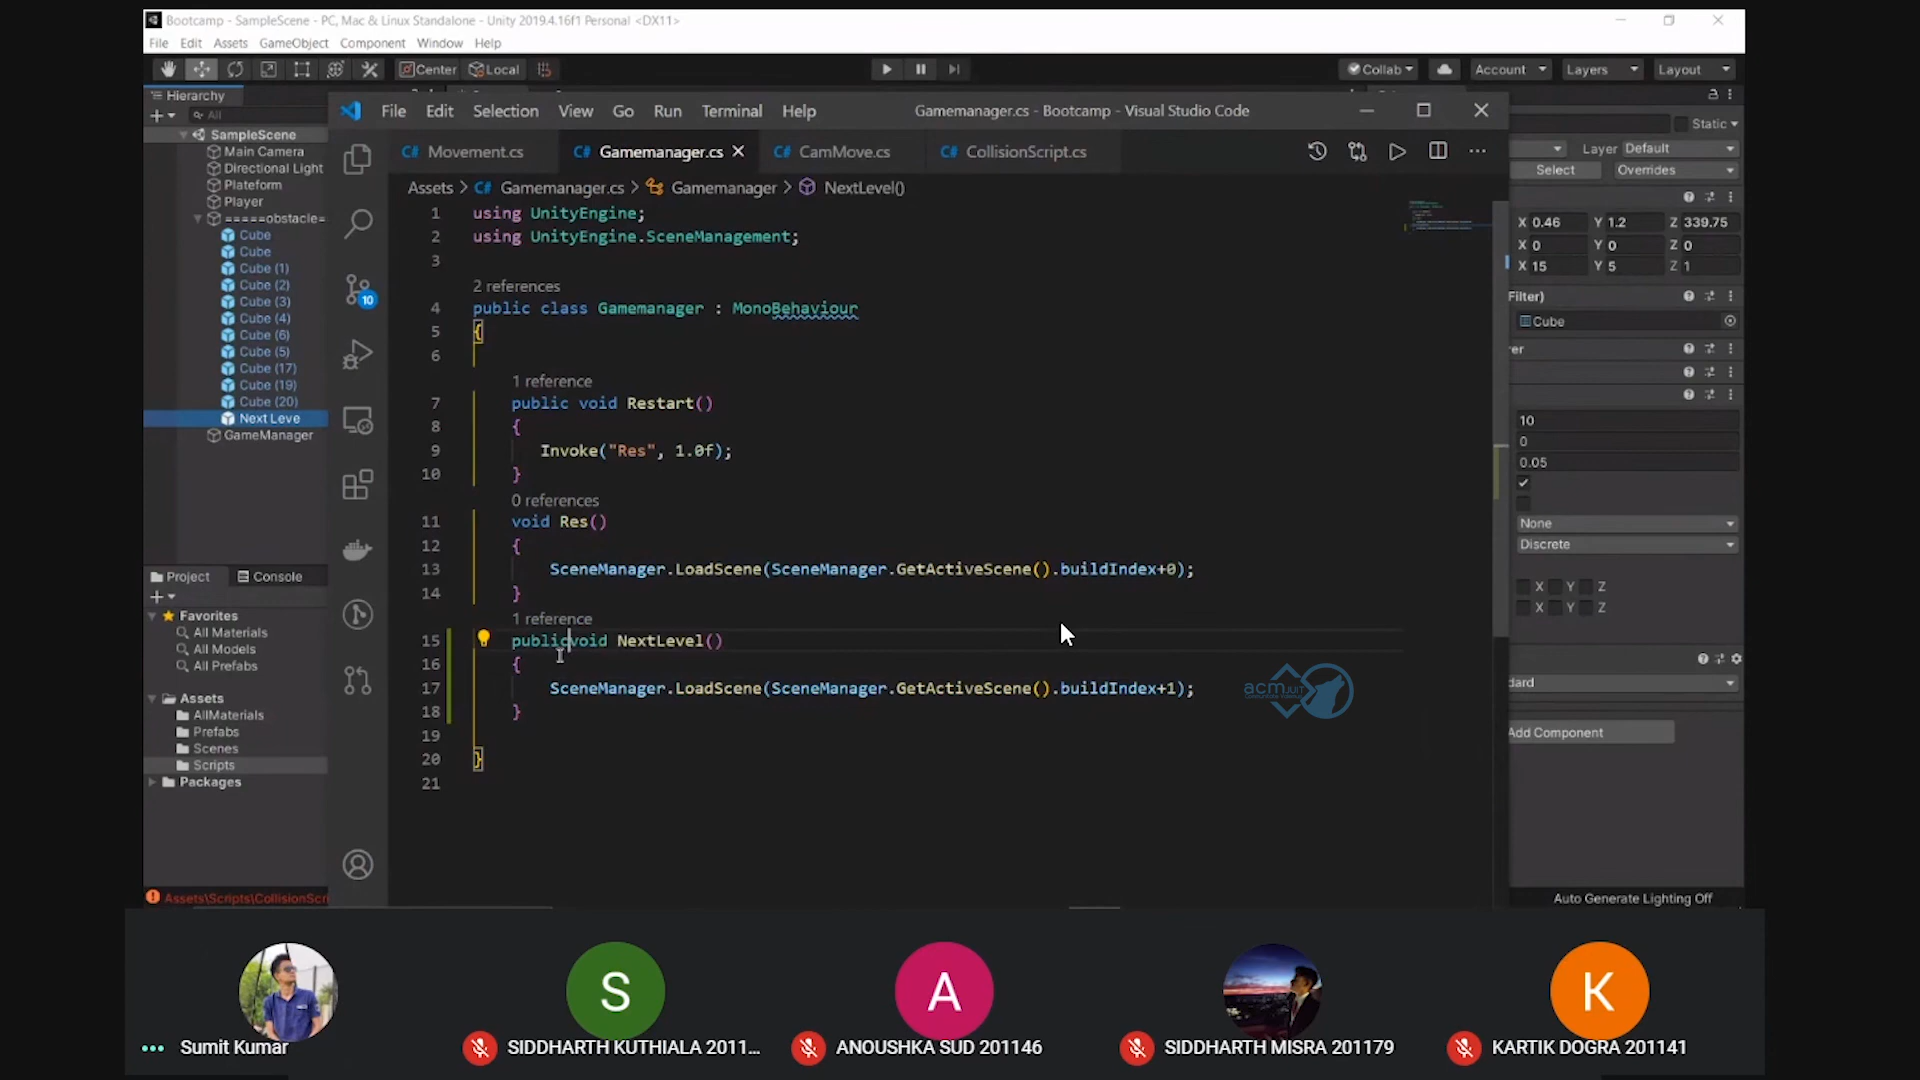 Bootcamp - SampleScene - PC, Mac & Linux Standalone - Unity 2019.4.16f1 Personal <DX11>
File Edit Assets GameObject Component Window Help
Center Local Collab Account Layers Layout
Hierarchy
All
SampleScene
Main Camera
Directional Light
Plateform
Player
=====obstacle=
Cube
Cube
Cube (1)
Cube (2)
Cube (3)
Cube (4)
Cube (6)
Cube (5)
Cube (17)
Cube (19)
Cube (20)
Next Leve
GameManager
Project Console
Favorites
All Materials
All Models
All Prefabs
Assets
AllMaterials
Prefabs
Scenes
Scripts
Packages
Assets\Scripts\CollisionScri
File Edit Selection View Go Run Terminal Help Gamemanager.cs - Bootcamp - Visual Studio Code
Movement.cs Gamemanager.cs CamMove.cs CollisionScript.cs
Assets > Gamemanager.cs > Gamemanager > NextLevel()
10
1 using UnityEngine;
2 using UnityEngine.SceneManagement;
3
2 references
4 public class Gamemanager : MonoBehaviour
5 {
6
1 reference
7 public void Restart()
8 {
9 Invoke("Res", 1.0f);
10 }
0 references
11 void Res()
12 {
13 SceneManager.LoadScene(SceneManager.GetActiveScene().buildIndex+0);
14 }
1 reference
15 publicvoid NextLevel()
16 {
17 SceneManager.LoadScene(SceneManager.GetActiveScene().buildIndex+1);
18 }
19
20 }
21
acm JUIT
Static
Layer Default
Select Overrides
X 0.46 Y 1.2 Z 339.75
X 0 Y 0 Z 0
X 15 Y 5 Z 1
Filter)
Cube
rer
10
0
0.05
None
Discrete
X Y Z
X Y Z
dard
Add Component
Auto Generate Lighting Off
S A K
Sumit Kumar SIDDHARTH KUTHIALA 2011... ANOUSHKA SUD 201146 SIDDHARTH MISRA 201179 KARTIK DOGRA 201141